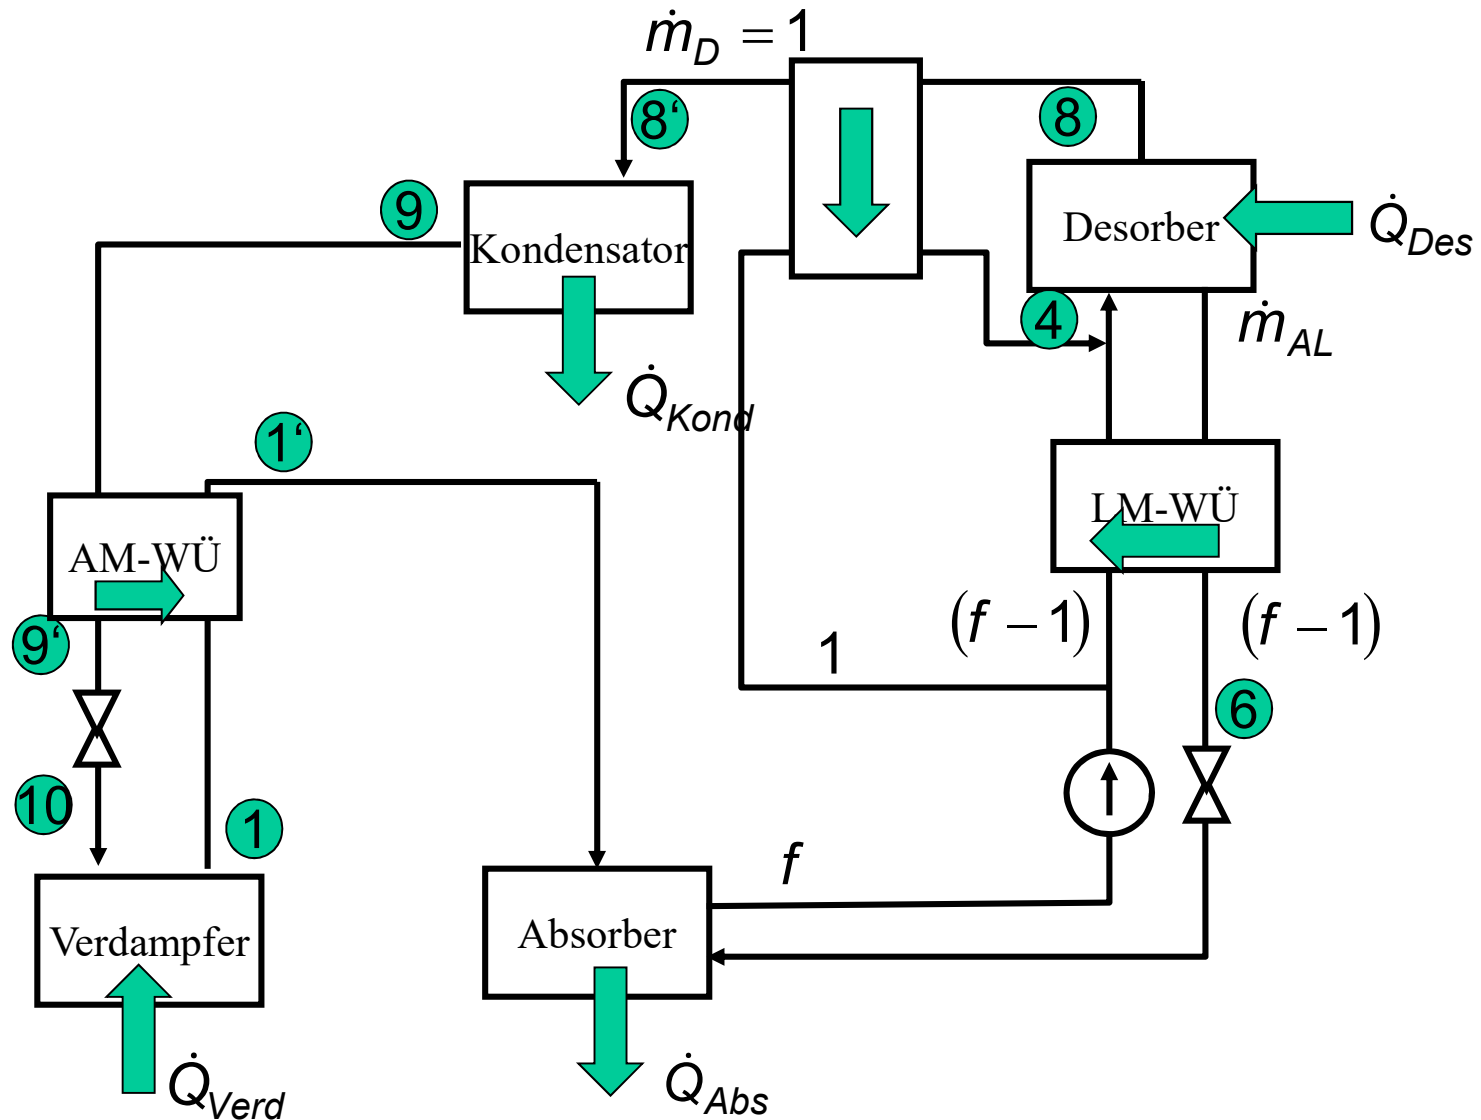 ṁ_D = 1
8‘
8
9
Kondensator
Desorber
Q̇_Des
4
ṁ_AL
Q̇_Kond
1‘
AM-WÜ
LM-WÜ
9‘
(f − 1)
(f − 1)
1
6
10
1
f
Verdampfer
Absorber
Q̇_Verd
Q̇_Abs